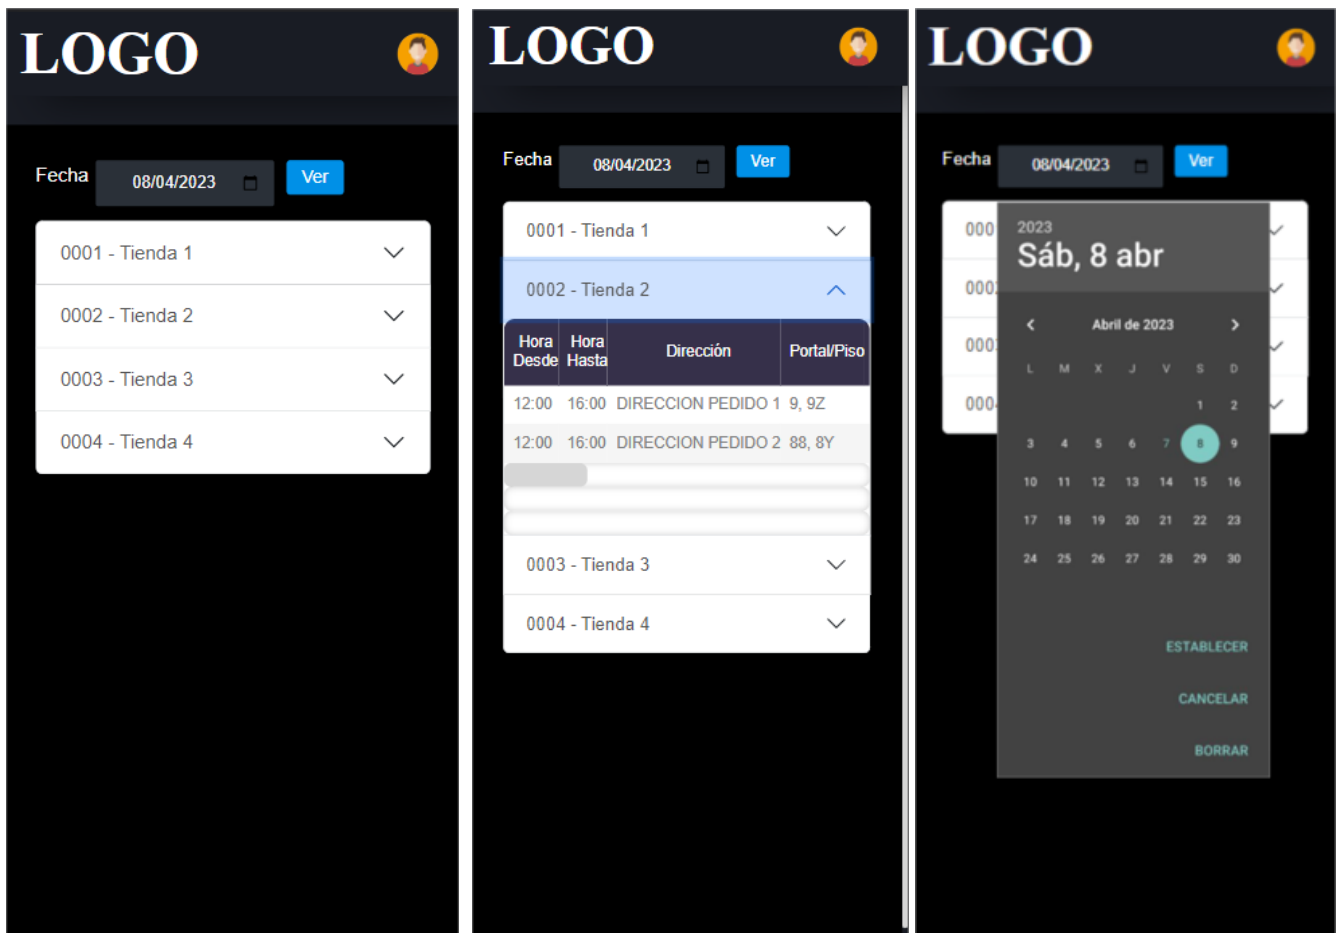 LOGO
Fecha 08/04/2023 Ver
0001 - Tienda 1
0002 - Tienda 2
0003 - Tienda 3
0004 - Tienda 4
LOGO
Fecha 08/04/2023 Ver
0001 - Tienda 1
0002 - Tienda 2
Hora Desde Hora Hasta Dirección Portal/Piso
12:00 16:00 DIRECCION PEDIDO 1 9, 9Z
12:00 16:00 DIRECCION PEDIDO 2 88, 8Y
0003 - Tienda 3
0004 - Tienda 4
LOGO
Fecha 08/04/2023 Ver
000
0002
0003
0004
2023
Sáb, 8 abr
Abril de 2023
L M X J V S D
1 2
3 4 5 6 7 8 9
10 11 12 13 14 15 16
17 18 19 20 21 22 23
24 25 26 27 28 29 30
ESTABLECER
CANCELAR
BORRAR